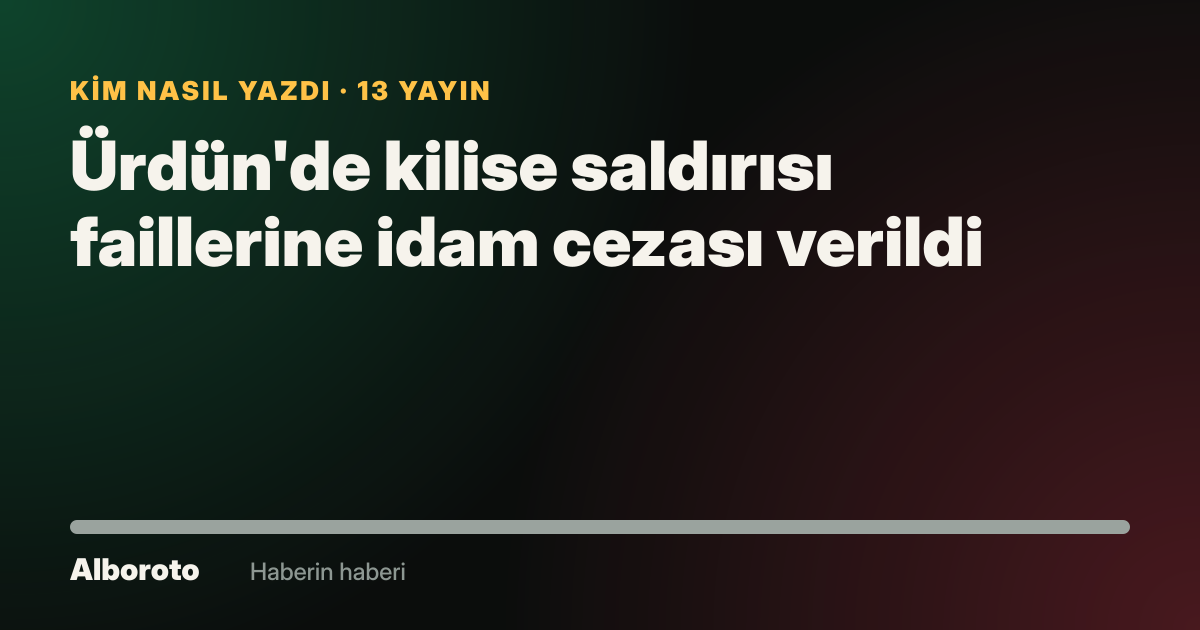 KİM NASIL YAZDI · 13 YAYIN
Ürdün'de kilise saldırısı
faillerine idam cezası verildi
Alboroto
Haberin haberi